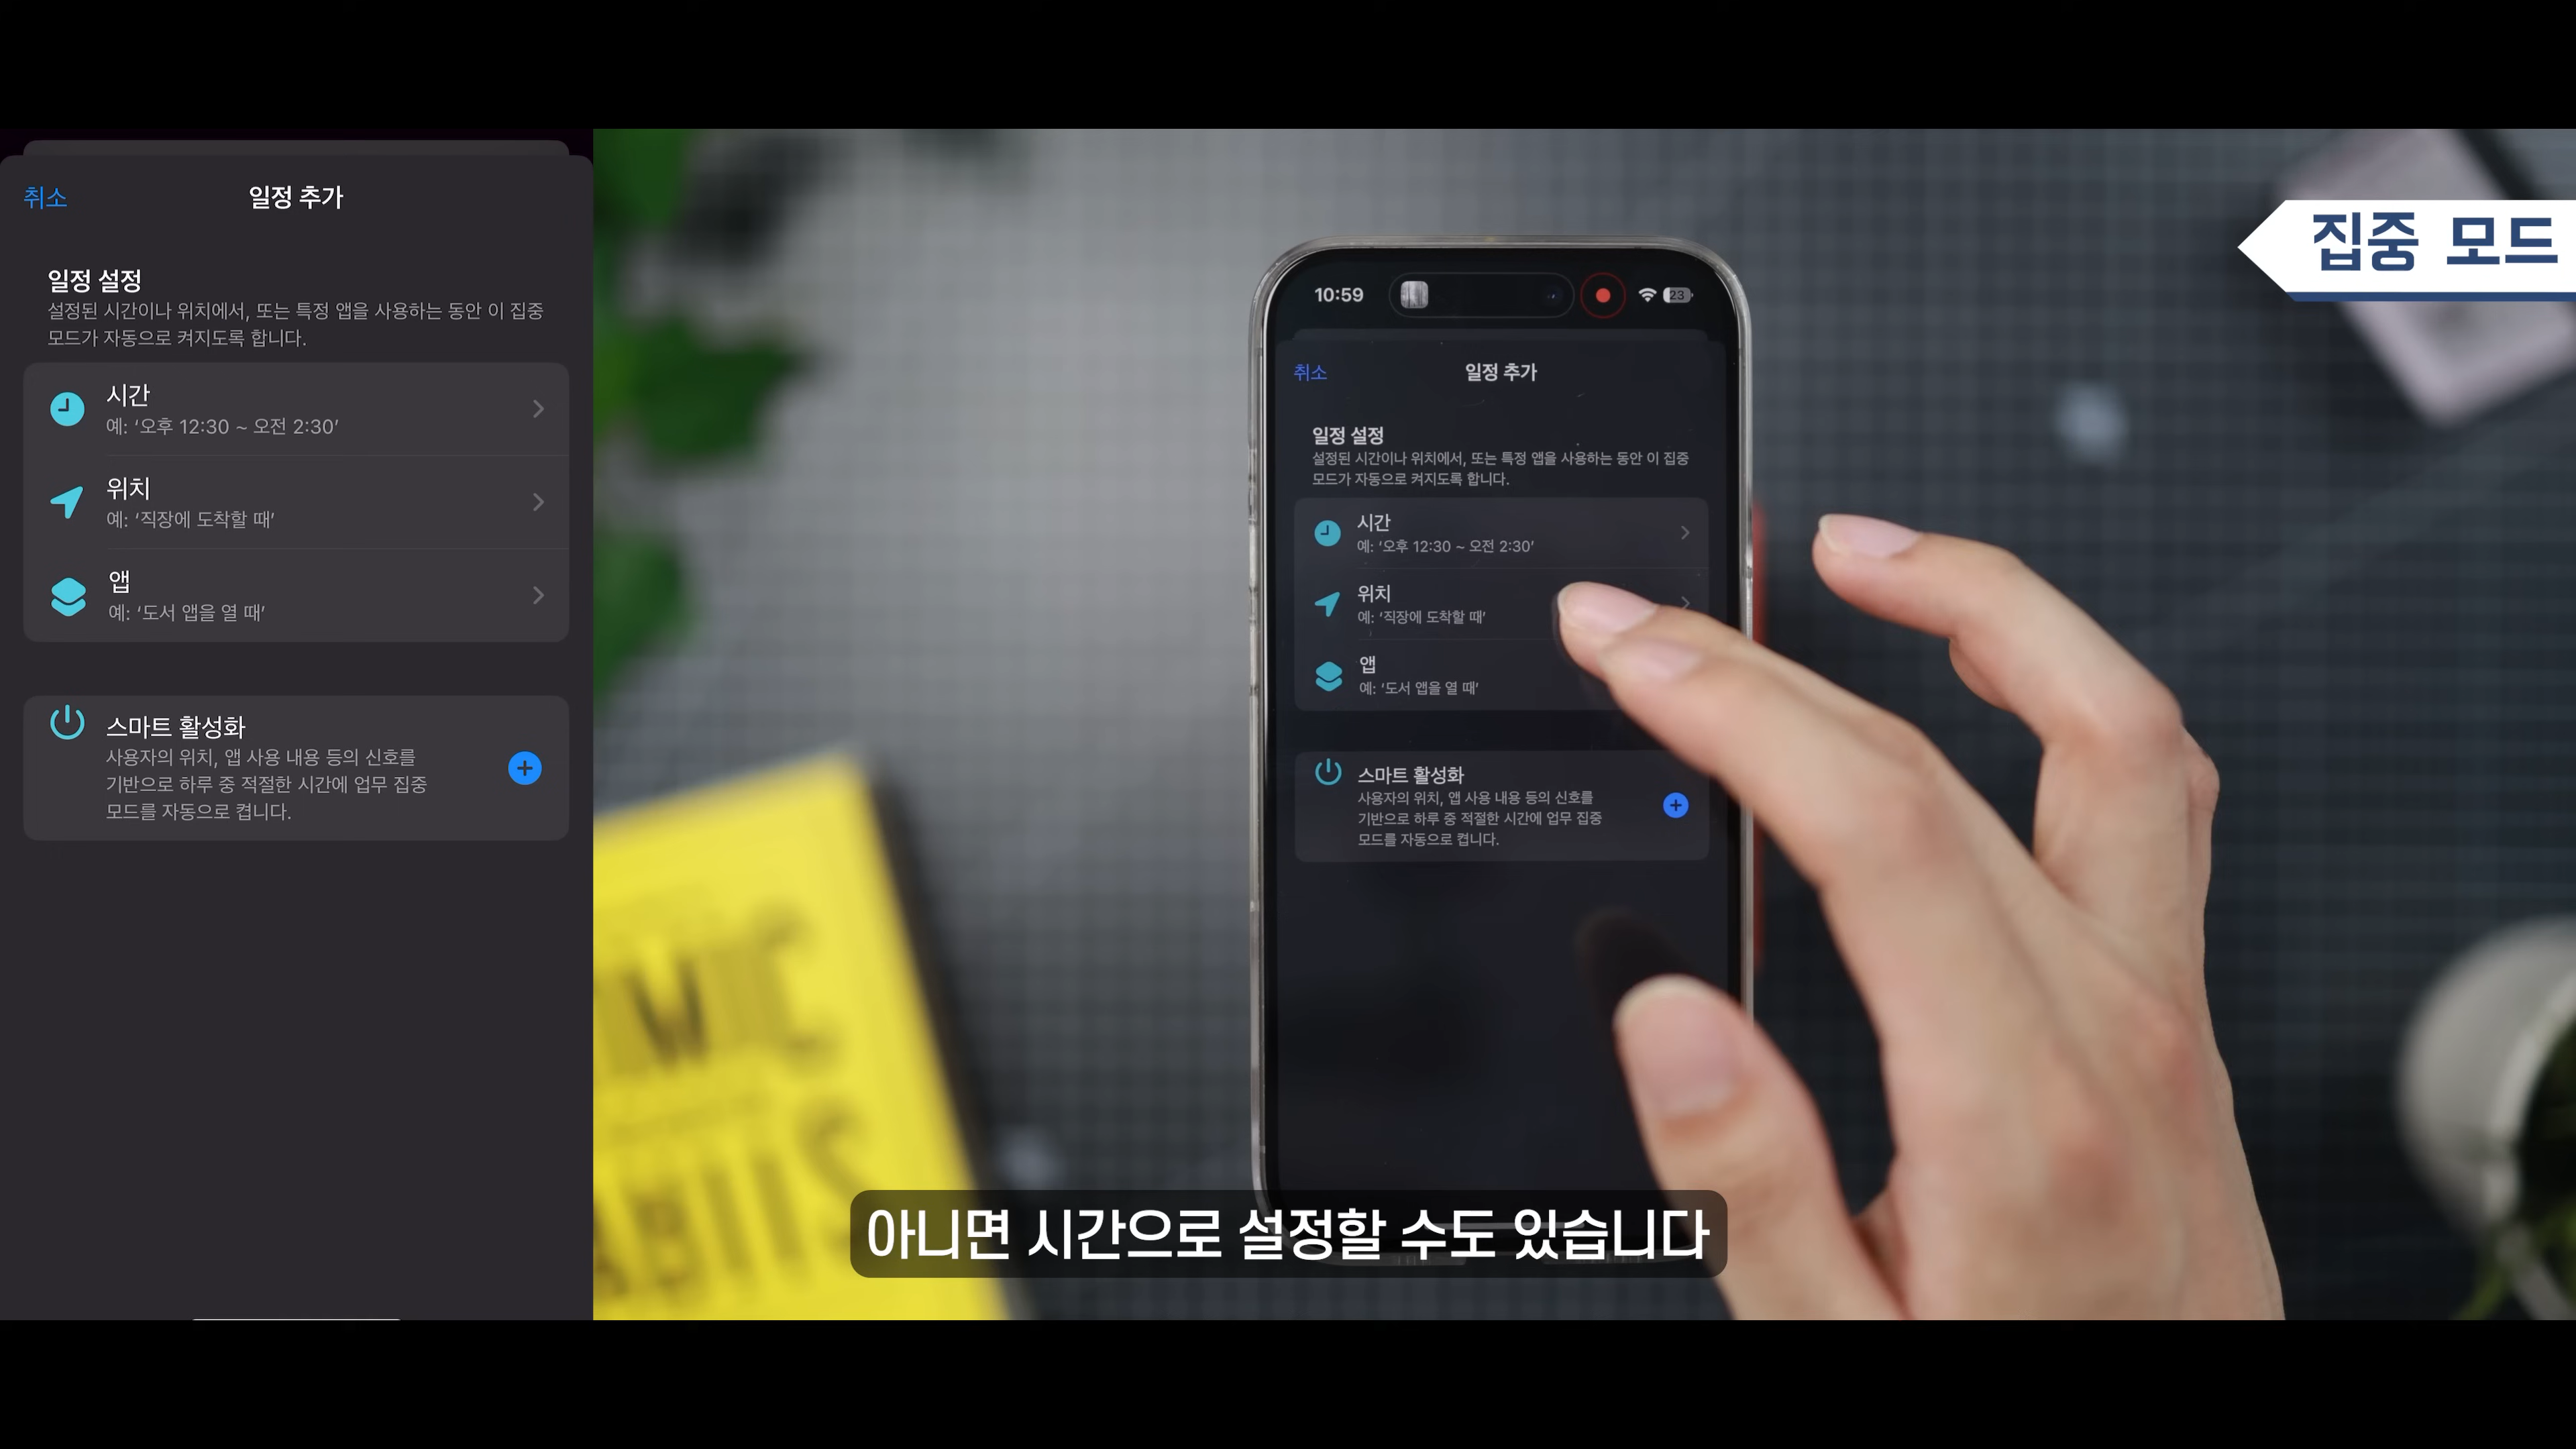 취소
일정 추가
일정 설정
설정된 시간이나 위치에서, 또는 특정 앱을 사용하는 동안 이 집중
모드가 자동으로 켜지도록 합니다.
시간
예: ‘오후 12:30 ~ 오전 2:30’
위치
예: ‘직장에 도착할 때’
앱
예: ‘도서 앱을 열 때’
스마트 활성화
사용자의 위치, 앱 사용 내용 등의 신호를
기반으로 하루 중 적절한 시간에 업무 집중
모드를 자동으로 켭니다.
집중 모드
10:59
23
취소
일정 추가
일정 설정
설정된 시간이나 위치에서, 또는 특정 앱을 사용하는 동안 이 집중
모드가 자동으로 켜지도록 합니다.
시간
예: ‘오후 12:30 ~ 오전 2:30’
위치
예: ‘직장에 도착할 때’
앱
예: ‘도서 앱을 열 때’
스마트 활성화
사용자의 위치, 앱 사용 내용 등의 신호를
기반으로 하루 중 적절한 시간에 업무 집중
모드를 자동으로 켭니다.
아니면 시간으로 설정할 수도 있습니다